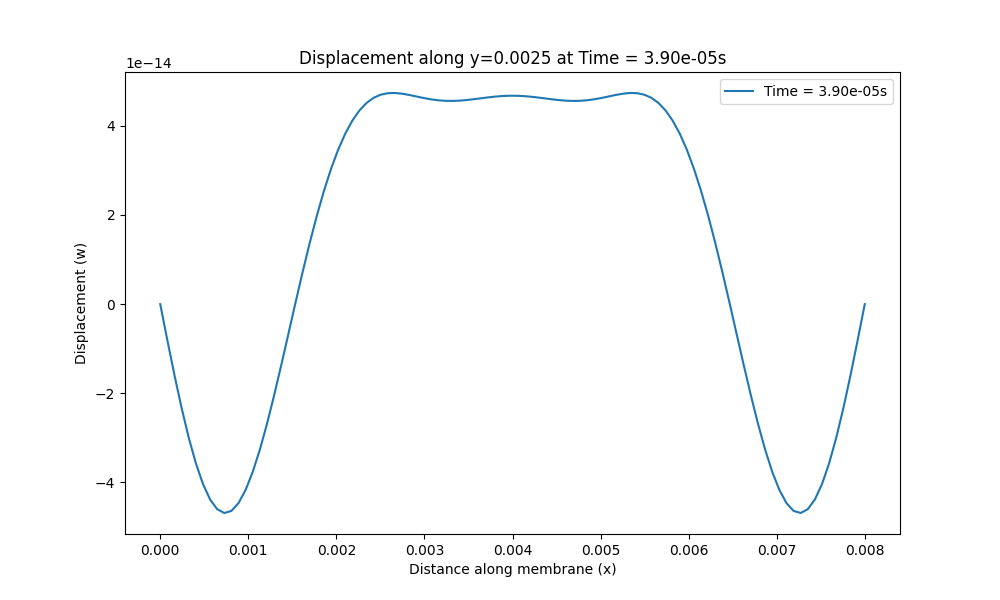 Displacement along y=0.0025 at Time = 3.90e-05s
1e−14
Time = 3.90e-05s
4
2
0
−2
−4
Displacement (w)
0.000 0.001 0.002 0.003 0.004 0.005 0.006 0.007 0.008
Distance along membrane (x)